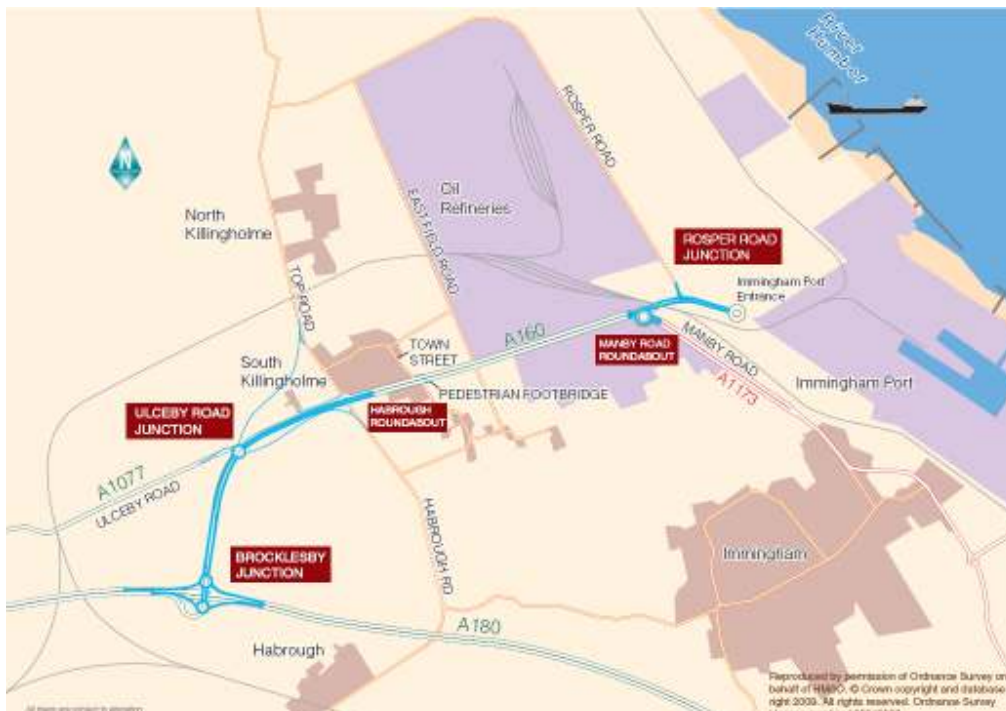 River
Humber
N
North
Killingholme
Oil
Refineries
ROSPER ROAD
EAST FIELD ROAD
TOP ROAD
ROSPER ROAD
JUNCTION
Immingham Port
Entrance
A160
MANBY ROAD
ROUNDABOUT
MANBY ROAD
A1173
Immingham Port
TOWN
STREET
South
Killingholme
PEDESTRIAN FOOTBRIDGE
HABROUGH
ROUNDABOUT
ULCEBY ROAD
JUNCTION
A1077
ULCEBY ROAD
HABROUGH RD
Immingham
BROCKLESBY
JUNCTION
A180
Habrough
Reproduced by permission of Ordnance Survey on
behalf of HMSO. © Crown copyright and database
right 2009. All rights reserved. Ordnance Survey